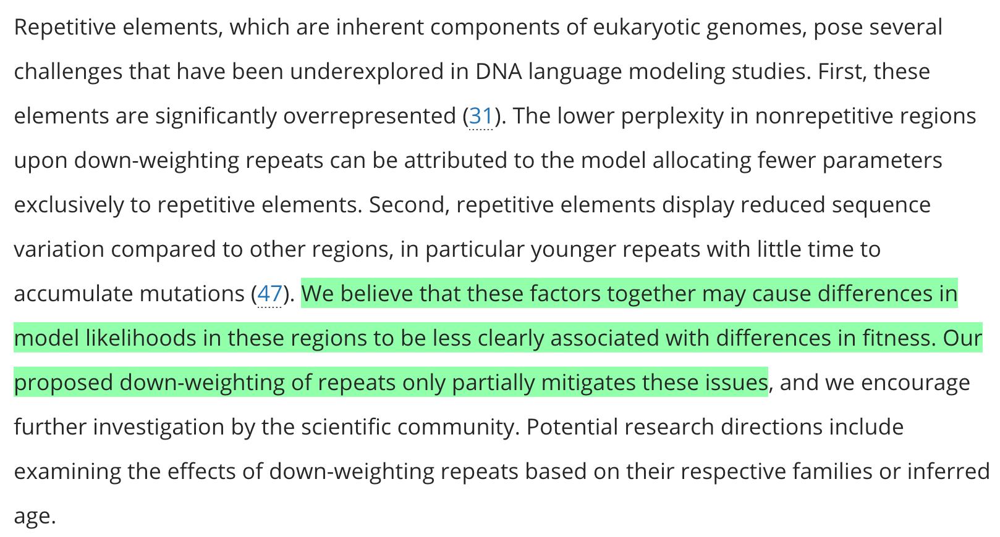 Repetitive elements, which are inherent components of eukaryotic genomes, pose several
challenges that have been underexplored in DNA language modeling studies. First, these
elements are significantly overrepresented (31). The lower perplexity in nonrepetitive regions
upon down-weighting repeats can be attributed to the model allocating fewer parameters
exclusively to repetitive elements. Second, repetitive elements display reduced sequence
variation compared to other regions, in particular younger repeats with little time to
accumulate mutations (47). We believe that these factors together may cause differences in
model likelihoods in these regions to be less clearly associated with differences in fitness. Our
proposed down-weighting of repeats only partially mitigates these issues, and we encourage
further investigation by the scientific community. Potential research directions include
examining the effects of down-weighting repeats based on their respective families or inferred
age.